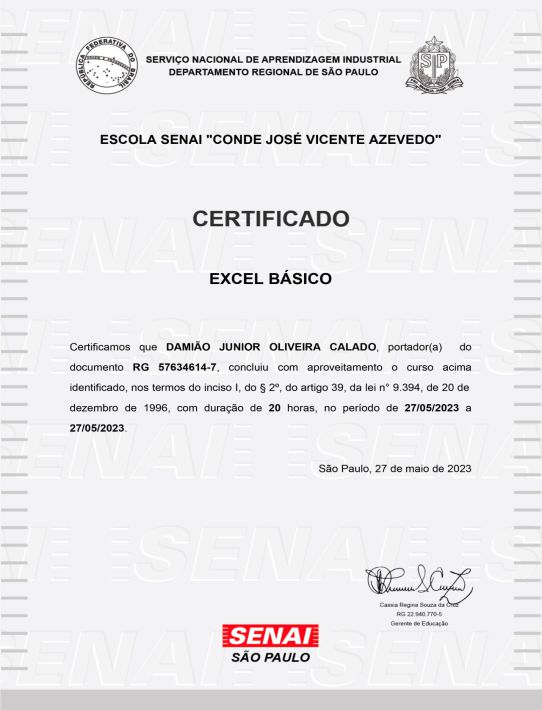 REPÚBLICA FEDERATIVA DO BRASIL
SERVIÇO NACIONAL DE APRENDIZAGEM INDUSTRIAL
DEPARTAMENTO REGIONAL DE SÃO PAULO
SP
ESCOLA SENAI "CONDE JOSÉ VICENTE AZEVEDO"
CERTIFICADO
EXCEL BÁSICO
Certificamos que DAMIÃO JUNIOR OLIVEIRA CALADO, portador(a) do
documento RG 57634614-7, concluiu com aproveitamento o curso acima
identificado, nos termos do inciso I, do § 2º, do artigo 39, da lei n° 9.394, de 20 de
dezembro de 1996, com duração de 20 horas, no período de 27/05/2023 a
27/05/2023.
São Paulo, 27 de maio de 2023
Cassia Regina Souza da Cruz
RG 22.940.770-5
Gerente de Educação
SENAI
SÃO PAULO